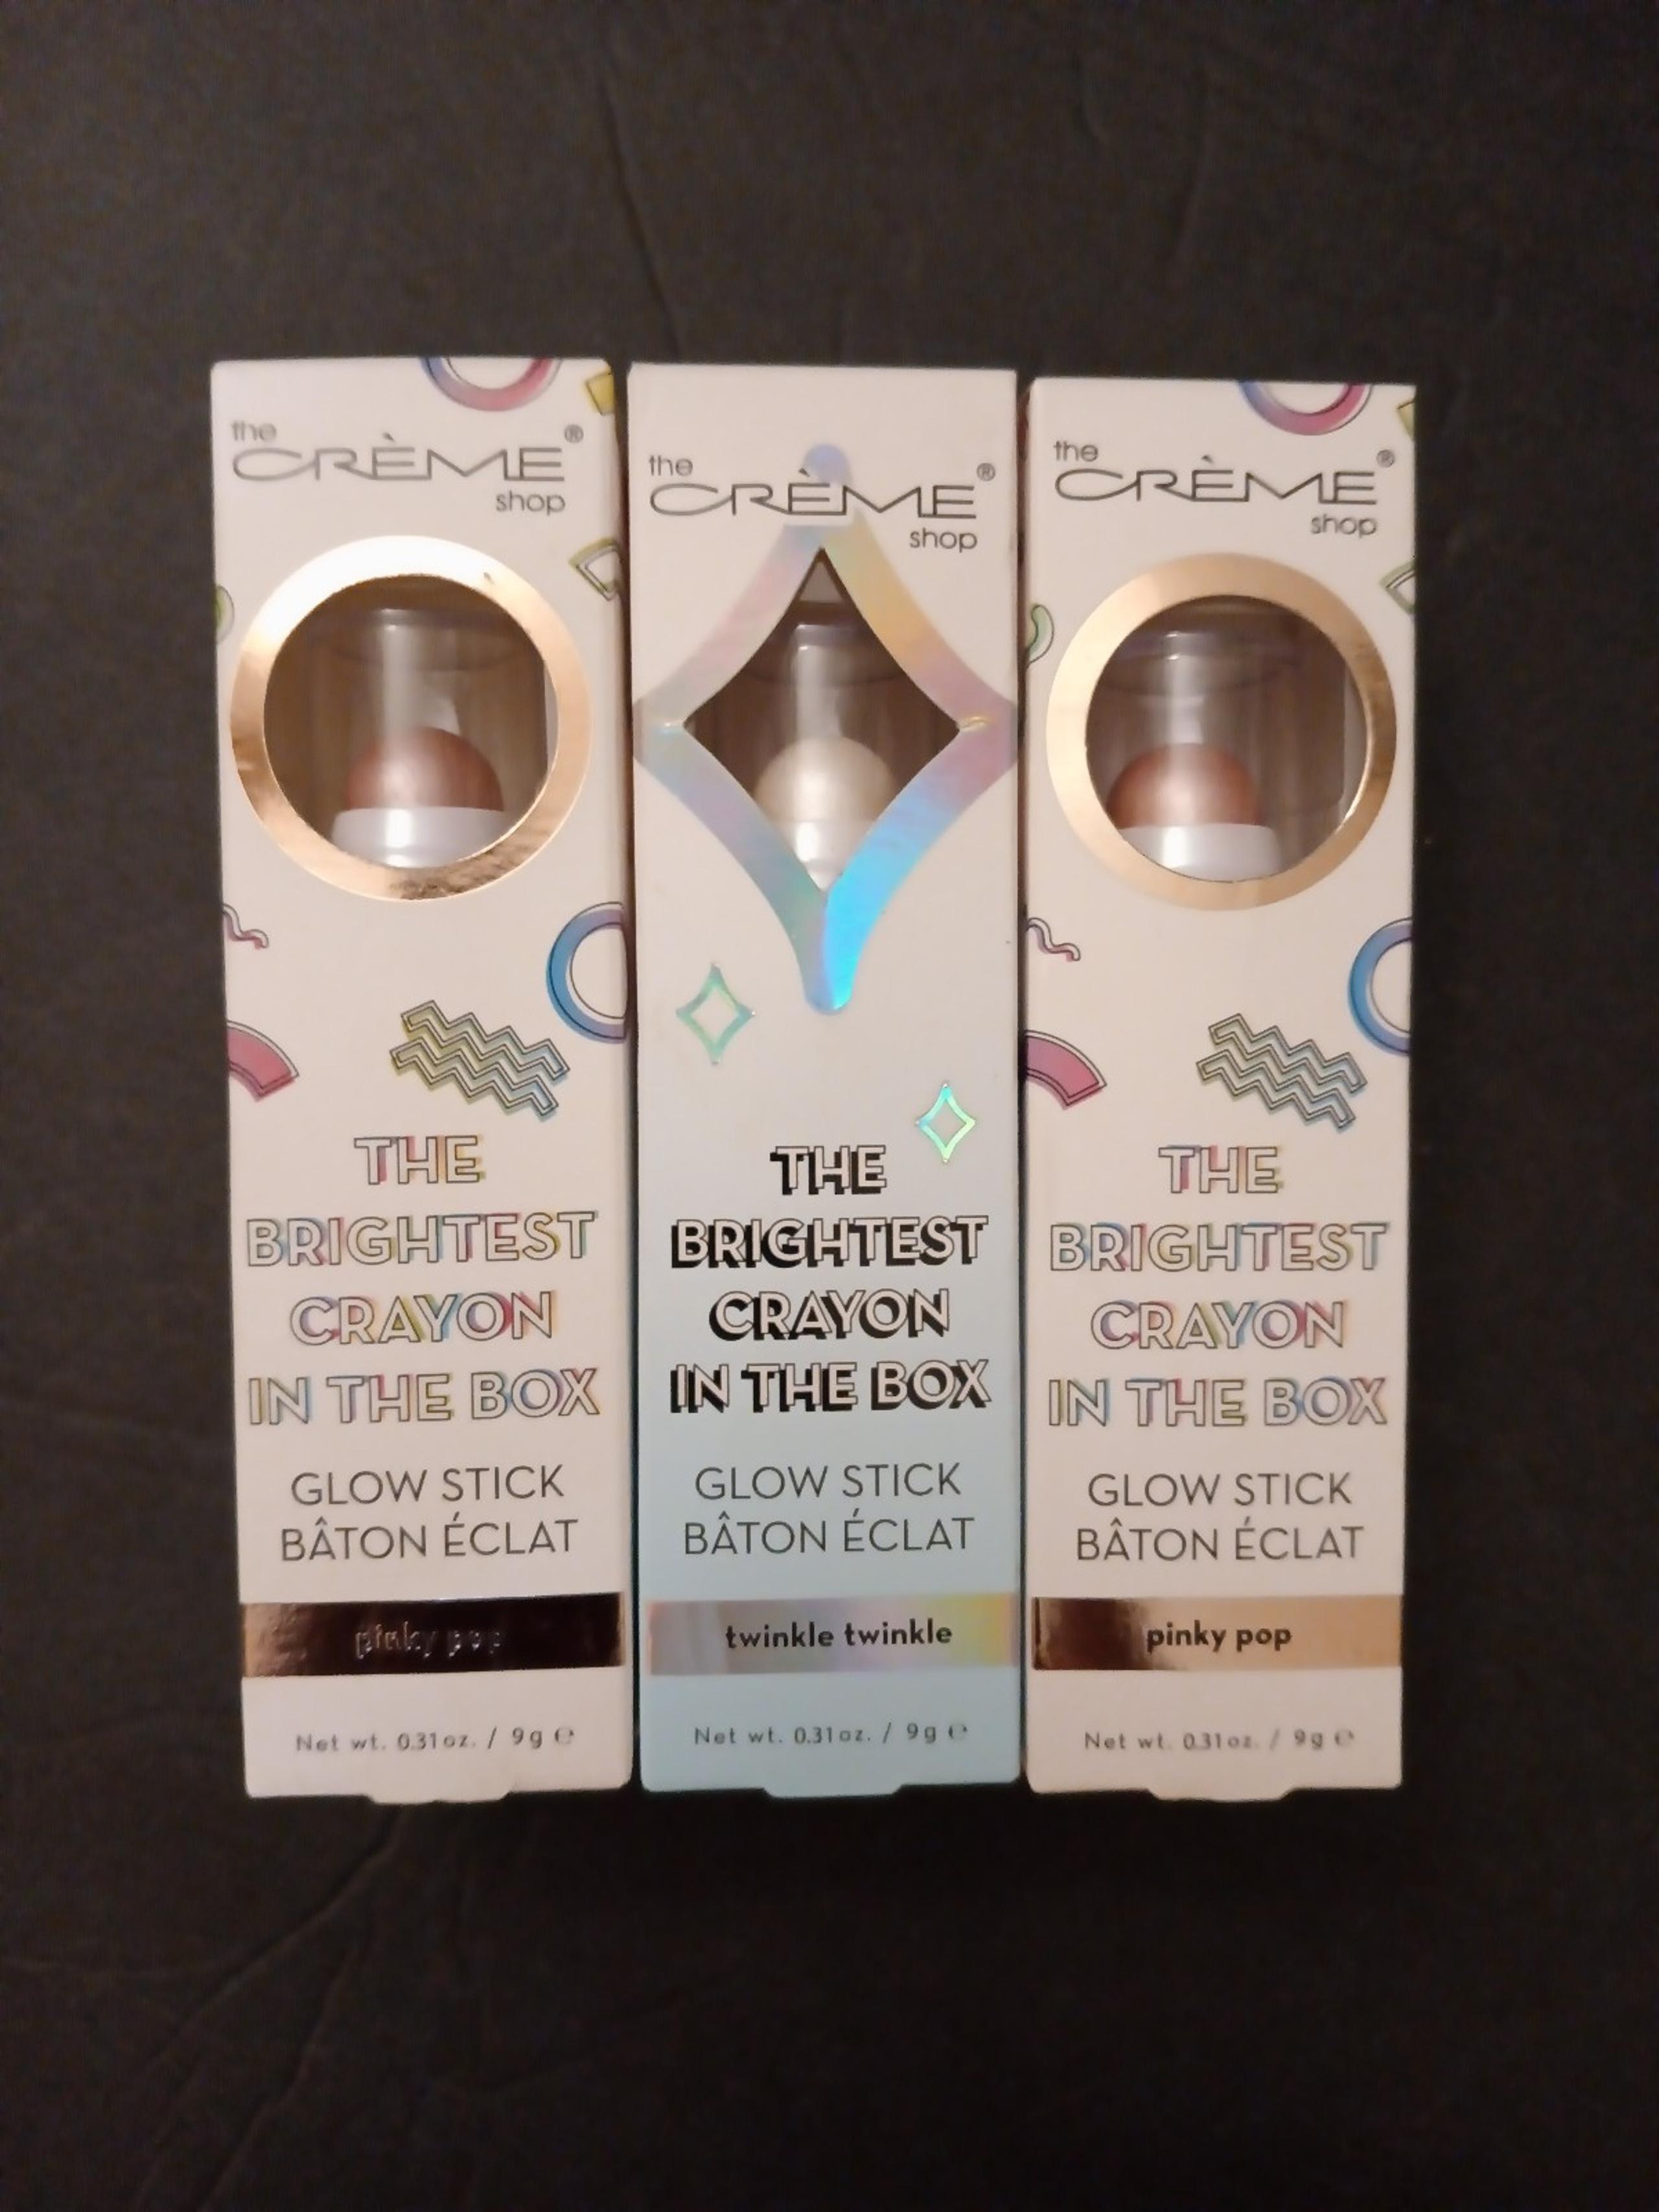 the
CRÈME®
shop
THE
BRIGHTEST
CRAYON
IN THE BOX
GLOW STICK
BÂTON ÉCLAT
pinky pop
Net wt. 0.31oz. / 9g ℮
the
CRÈME®
shop
THE
BRIGHTEST
CRAYON
IN THE BOX
GLOW STICK
BÂTON ÉCLAT
twinkle twinkle
Net wt. 0.31oz. / 9g ℮
the
CRÈME®
shop
THE
BRIGHTEST
CRAYON
IN THE BOX
GLOW STICK
BÂTON ÉCLAT
pinky pop
Net wt. 0.31oz. / 9g ℮